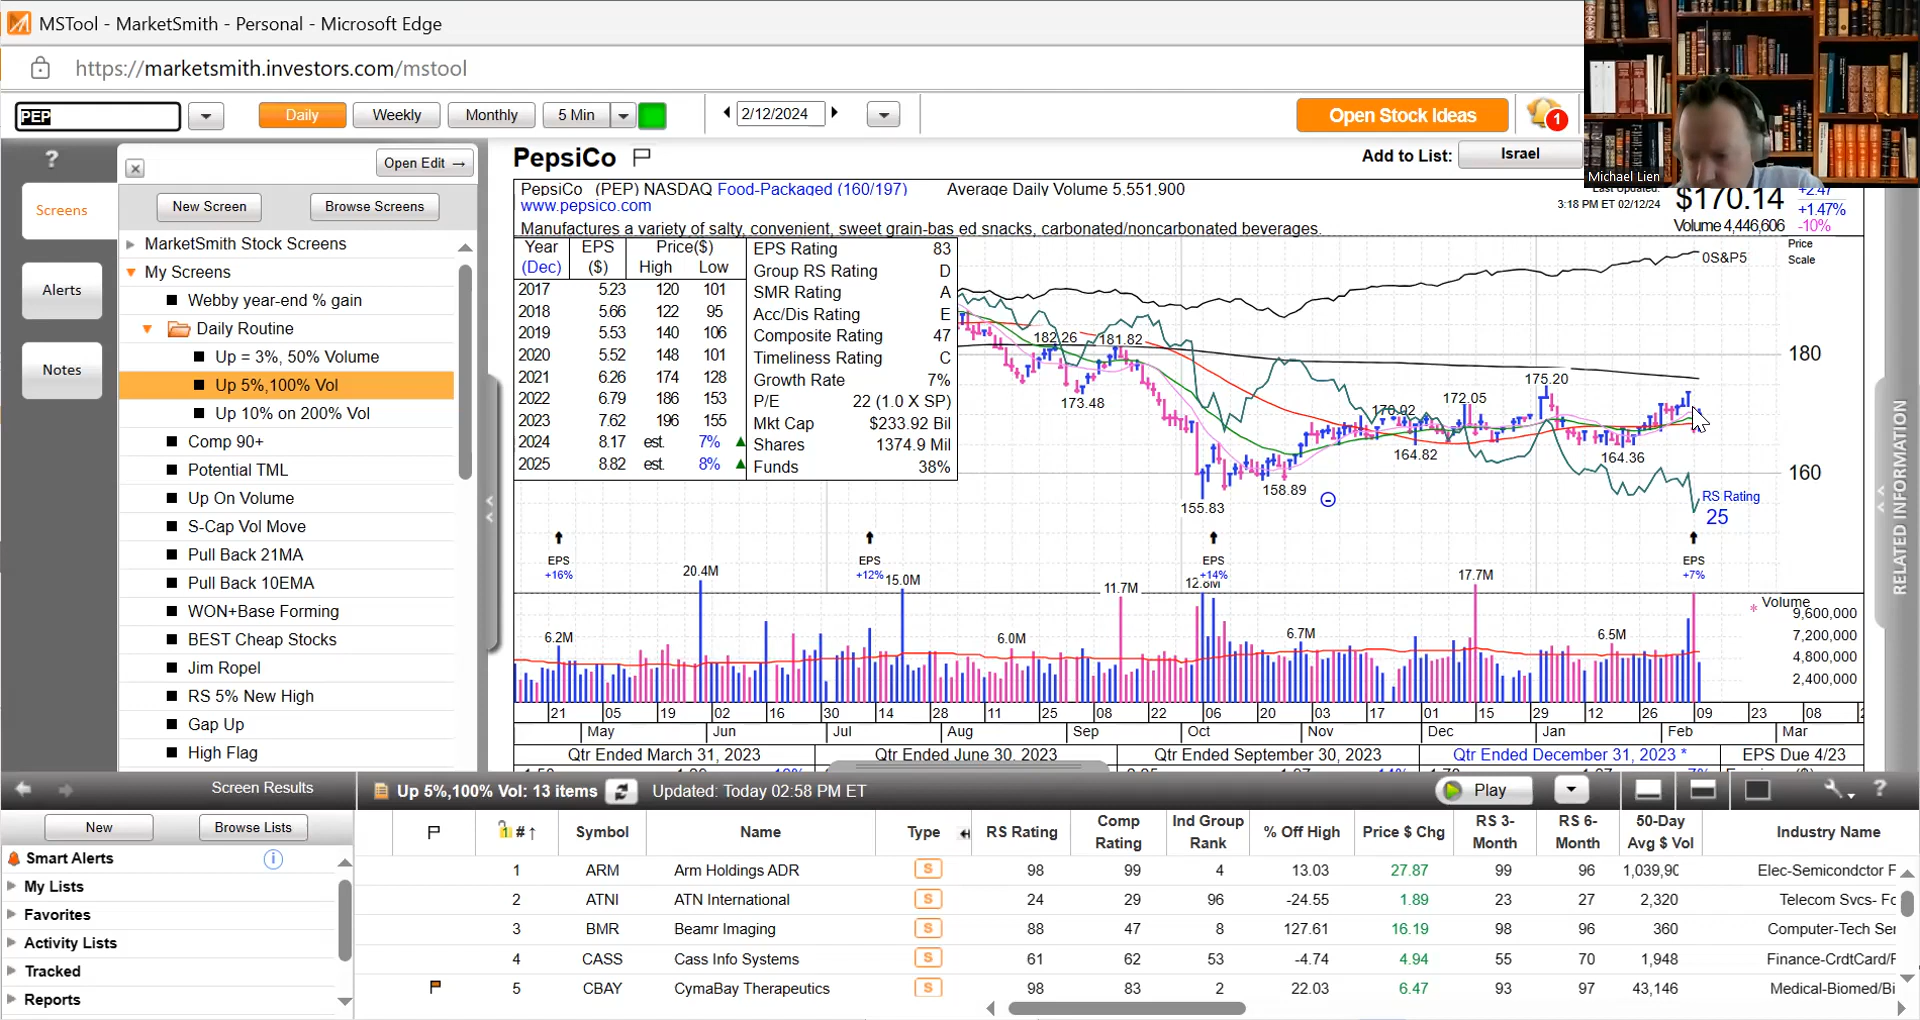 MSTool - MarketSmith - Personal - Microsoft Edge
https://marketsmith.investors.com/mstool
PEP
Daily
Weekly
Monthly
5 Min
2/12/2024
Open Stock Ideas
1
Michael Lien
?
Screens
Alerts
Notes
Open Edit →
New Screen
Browse Screens
MarketSmith Stock Screens
My Screens
Webby year-end % gain
Daily Routine
Up = 3%, 50% Volume
Up 5%,100% Vol
Up 10% on 200% Vol
Comp 90+
Potential TML
Up On Volume
S-Cap Vol Move
Pull Back 21MA
Pull Back 10EMA
WON+Base Forming
BEST Cheap Stocks
Jim Ropel
RS 5% New High
Gap Up
High Flag
PepsiCo
Add to List: Israel
PepsiCo (PEP) NASDAQ Food-Packaged (160/197) Average Daily Volume 5,551,900
www.pepsico.com
Manufactures a variety of salty, convenient, sweet grain-bas ed snacks, carbonated/noncarbonated beverages.
Last Updated:
3:18 PM ET 02/12/24
$170.14
+2.47
+1.47%
Volume 4,446,606 -10%
Year EPS Price($)
(Dec) ($) High Low
2017 5.23 120 101
2018 5.66 122 95
2019 5.53 140 106
2020 5.52 148 101
2021 6.26 174 128
2022 6.79 186 153
2023 7.62 196 155
2024 8.17 est. 7%
2025 8.82 est. 8%
EPS Rating 83
Group RS Rating D
SMR Rating A
Acc/Dis Rating E
Composite Rating 47
Timeliness Rating C
Growth Rate 7%
P/E 22 (1.0 X SP)
Mkt Cap $233.92 Bil
Shares 1374.9 Mil
Funds 38%
Price
Scale
0S&P5
180
160
182.26
181.82
173.48
155.83
158.89
170.02
164.82
172.05
175.20
164.36
RS Rating
25
EPS
+16%
EPS
+12%
EPS
+14%
EPS
+7%
6.2M
20.4M
15.0M
6.0M
11.7M
6.7M
17.7M
6.5M
* Volume
9,600,000
7,200,000
4,800,000
2,400,000
21 05 19 02 16 30 14 28 11 25 08 22 06 20 03 17 01 15 29 12 26 09 23 08
May Jun Jul Aug Sep Oct Nov Dec Jan Feb Mar
Qtr Ended March 31, 2023 Qtr Ended June 30, 2023 Qtr Ended September 30, 2023 Qtr Ended December 31, 2023 * EPS Due 4/23
RELATED INFORMATION
Screen Results
Up 5%,100% Vol: 13 items
Updated: Today 02:58 PM ET
Play
?
New
Browse Lists
Smart Alerts
My Lists
Favorites
Activity Lists
Tracked
Reports
# ↑ Symbol Name Type RS Rating Comp Rating Ind Group Rank % Off High Price $ Chg RS 3-Month RS 6-Month 50-Day Avg $ Vol Industry Name
1 ARM Arm Holdings ADR S 98 99 4 13.03 27.87 99 96 1,039,90 Elec-Semicondctor F
2 ATNI ATN International S 24 29 96 -24.55 1.89 23 27 2,320 Telecom Svcs- Fc
3 BMR Beamr Imaging S 88 47 8 127.61 16.19 98 96 360 Computer-Tech Ser
4 CASS Cass Info Systems S 61 62 53 -4.74 4.94 55 70 1,948 Finance-CrdtCard/F
5 CBAY CymaBay Therapeutics S 98 83 2 22.03 6.47 93 97 43,146 Medical-Biomed/Bi